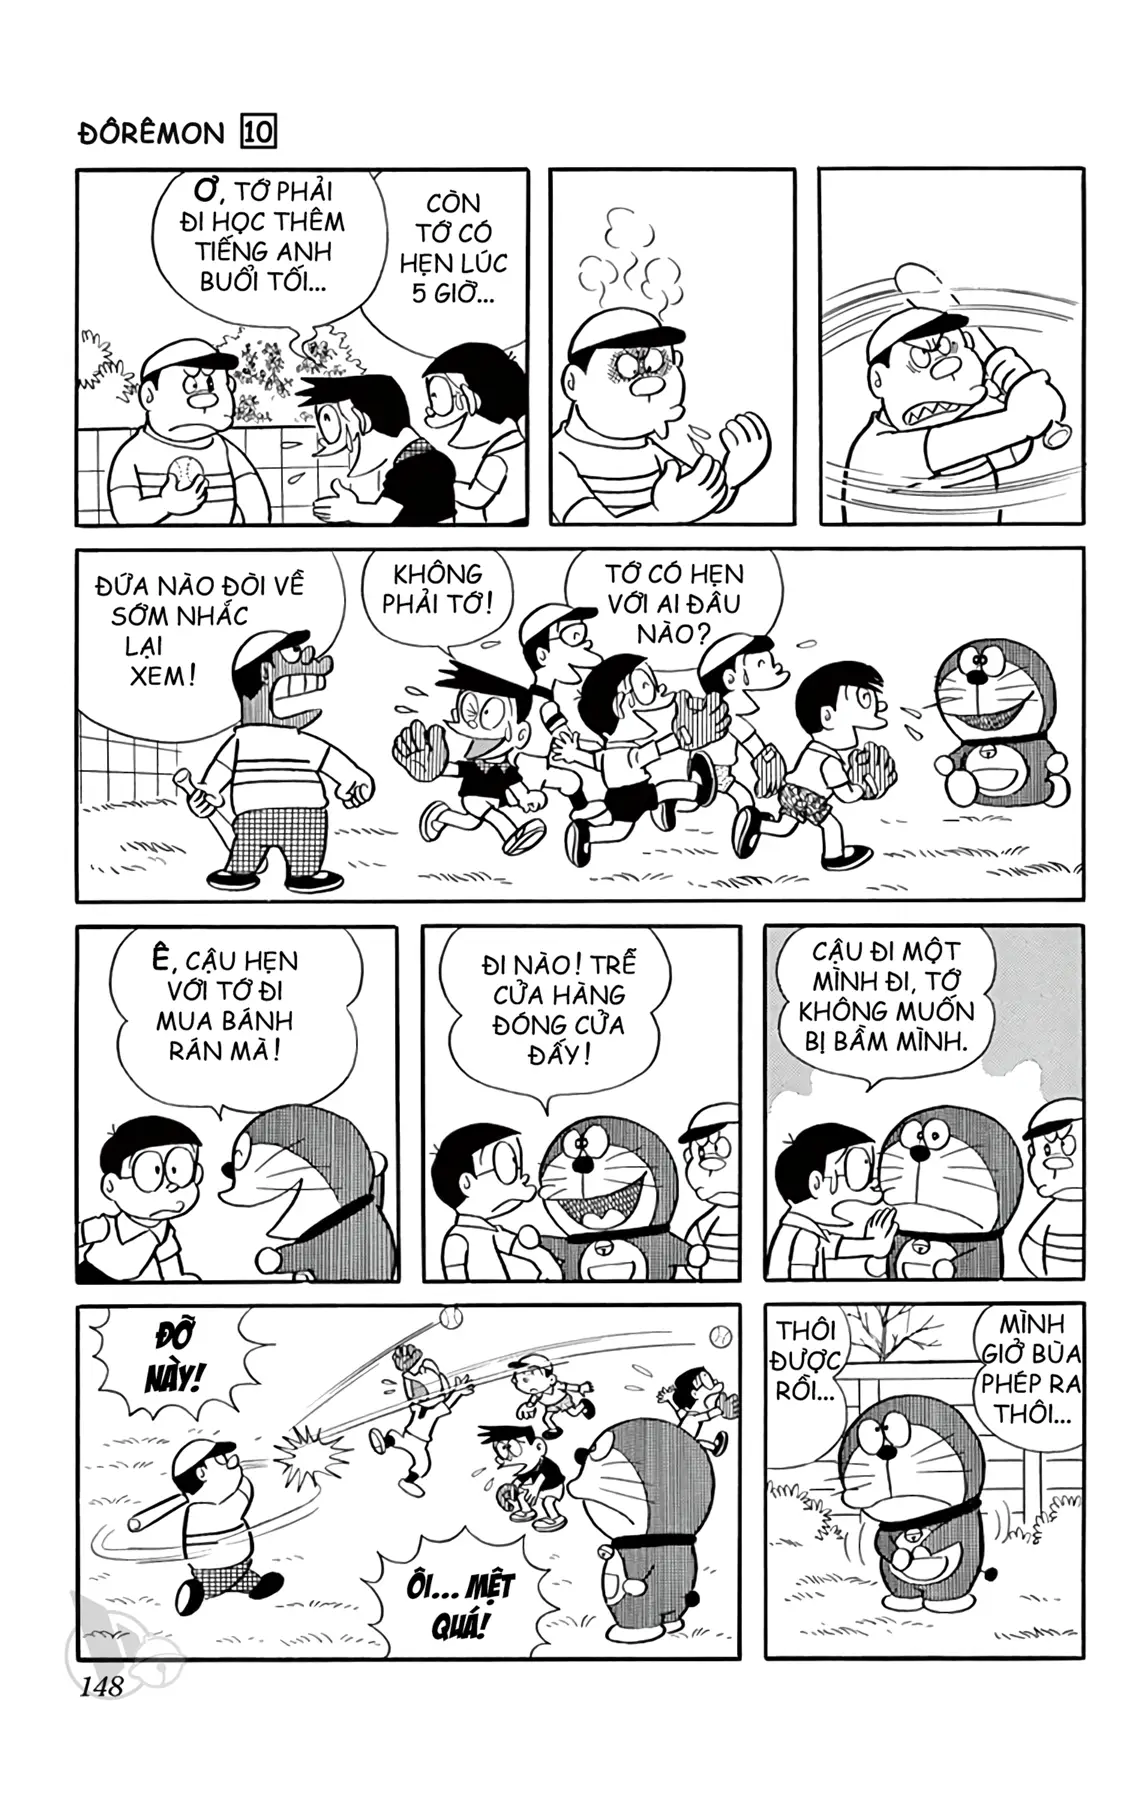 ĐÔRÊMON 10
Ơ, TỚ PHẢI
ĐI HỌC THÊM
TIẾNG ANH
BUỔI TỐI...
CÒN
TỚ CÓ
HẸN LÚC
5 GIỜ...
ĐỨA NÀO ĐÒI VỀ
SỚM NHẮC
LẠI
XEM!
KHÔNG
PHẢI TỚ!
TỚ CÓ HẸN
VỚI AI ĐÂU
NÀO?
Ê, CẬU HẸN
VỚI TỚ ĐI
MUA BÁNH
RÁN MÀ!
ĐI NÀO! TRỄ
CỬA HÀNG
ĐÓNG CỬA
ĐẤY!
CẬU ĐI MỘT
MÌNH ĐI, TỚ
KHÔNG MUỐN
BỊ BẦM MÌNH.
ĐỠ
NÀY!
ÔI... MỆT
QUÁ!
THÔI
ĐƯỢC
RỒI...
MÌNH
GIỞ BÙA
PHÉP RA
THÔI...
148